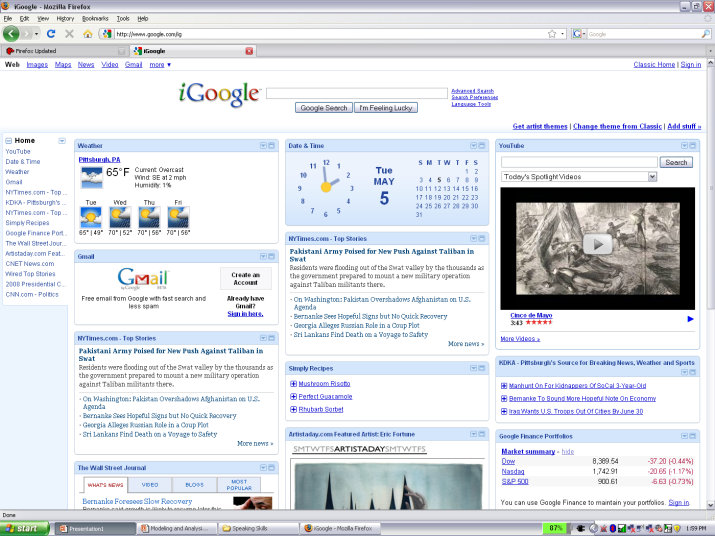 iGoogle - Mozilla Firefox
File Edit View History Bookmarks Tools Help
http://www.google.com/ig
Google
Firefox Updated
iGoogle
Web Images Maps News Video Gmail more ▼
Classic Home | Sign in
iGoogle
Advanced Search
Search Preferences
Language Tools
Google Search
I'm Feeling Lucky
Get artist themes | Change theme from Classic | Add stuff »
Home
YouTube
Date & Time
Weather
Gmail
NYTimes.com - Top ...
KDKA - Pittsburgh's ...
NYTimes.com - Top ...
Simply Recipes
Google Finance Port...
The Wall Street Jour...
Artistaday.com Feat...
CNET News.com
Wired Top Stories
2008 Presidential C...
CNN.com - Politics
Weather
Pittsburgh, PA
65°F
Current: Overcast
Wind: SE at 2 mph
Humidity: 1%
Tue Wed Thu Fri
65° | 49° 70° | 52° 70° | 56° 70° | 56°
Gmail
Gmail
by Google BETA
Free email from Google with fast search and
less spam
Create an
Account
Already have
Gmail?
Sign in here.
NYTimes.com - Top Stories
Pakistani Army Poised for New Push Against Taliban in
Swat
Residents were flooding out of the Swat valley by the thousands as
the government prepared to mount a new military operation
against Taliban militants there.
On Washington: Pakistan Overshadows Afghanistan on U.S.
Agenda
Bernanke Sees Hopeful Signs but No Quick Recovery
Georgia Alleges Russian Role in a Coup Plot
Sri Lankans Find Death on a Voyage to Safety
More news »
The Wall Street Journal
WHAT'S NEWS
VIDEO
BLOGS
MOST
POPULAR
Bernanke Foresees Slow Recovery
Date & Time
12 1 2 3 4 5 6 7 8 9 10 11
Tue
MAY
5
S M T W T F S
1 2
3 4 5 6 7 8 9
10 11 12 13 14 15 16
17 18 19 20 21 22 23
24 25 26 27 28 29 30
31
NYTimes.com - Top Stories
Pakistani Army Poised for New Push Against Taliban in
Swat
Residents were flooding out of the Swat valley by the thousands as
the government prepared to mount a new military operation
against Taliban militants there.
On Washington: Pakistan Overshadows Afghanistan on U.S.
Agenda
Bernanke Sees Hopeful Signs but No Quick Recovery
Georgia Alleges Russian Role in a Coup Plot
Sri Lankans Find Death on a Voyage to Safety
More news »
Simply Recipes
Mushroom Risotto
Perfect Guacamole
Rhubarb Sorbet
Artistaday.com Featured Artist: Eric Fortune
SMTWTFSARTISTADAYSMTWTFS
YouTube
Search
Today's Spotlight Videos
Cinco de Mayo
3:43
More Videos »
KDKA - Pittsburgh's Source for Breaking News, Weather and Sports
Manhunt On For Kidnappers Of SoCal 3-Year-Old
Bernanke To Sound More Hopeful Note On Economy
Iraq Wants U.S. Troops Out Of Cities By June 30
Google Finance Portfolios
Market summary - hide
Dow 8,389.54 -37.20 (-0.44%)
Nasdaq 1,742.91 -20.65 (-1.17%)
S&P 500 900.61 -6.63 (-0.73%)
You can use Google Finance to maintain your portfolios. Sign in.
Done
start
Presentation1
Modeling and Analysi...
Speaking Skills
iGoogle - Mozilla Firefox
87%
1:59 PM